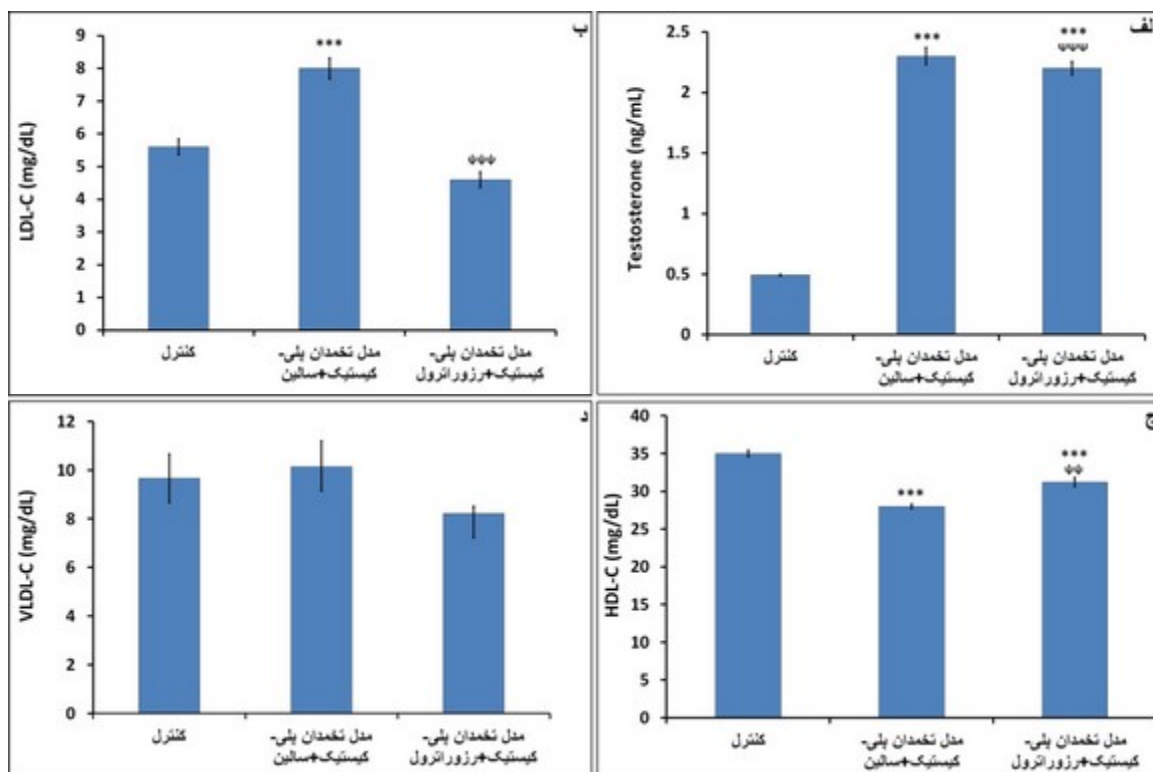 الف
Testosterone (ng/mL)
2.5
2
1.5
1
0.5
0
***
***
ψψψ
کنترل
مدل تخمدان پلی-
کیستیک+سالین
مدل تخمدان پلی-
کیستیک+رزوراترول
ب
LDL-C (mg/dL)
9
8
7
6
5
4
3
2
1
0
***
ψψψ
کنترل
مدل تخمدان پلی-
کیستیک+سالین
مدل تخمدان پلی-
کیستیک+رزوراترول
ج
HDL-C (mg/dL)
40
35
30
25
20
15
10
5
0
***
***
ψψ
کنترل
مدل تخمدان پلی-
کیستیک+سالین
مدل تخمدان پلی-
کیستیک+رزوراترول
د
VLDL-C (mg/dL)
12
10
8
6
4
2
0
کنترل
مدل تخمدان پلی-
کیستیک+سالین
مدل تخمدان پلی-
کیستیک+رزوراترول